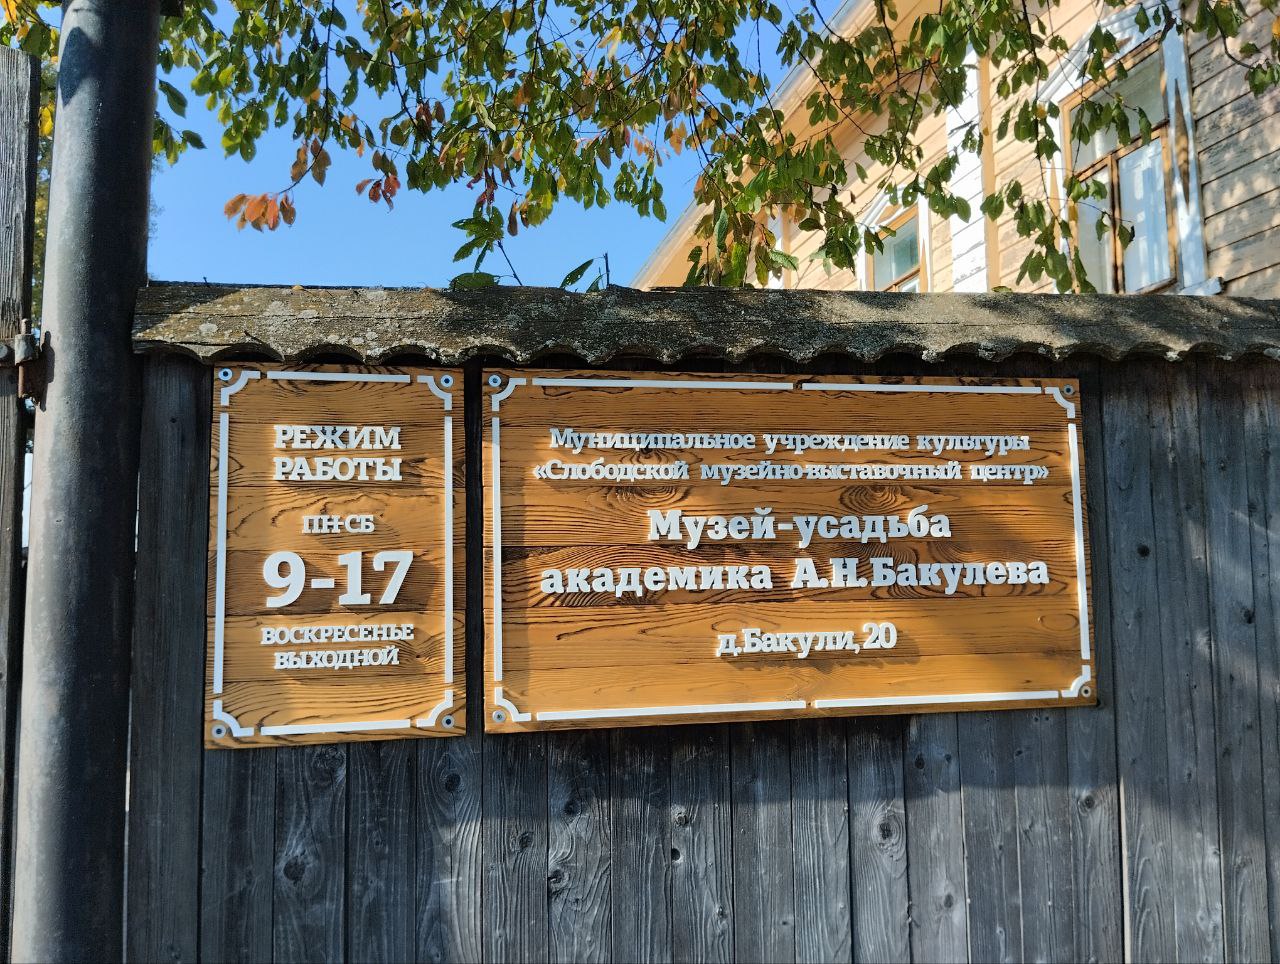 РЕЖИМ
РАБОТЫ
ПН-СБ
9-17
ВОСКРЕСЕНЬЕ
ВЫХОДНОЙ
Муниципальное учреждение культуры
«Слободской музейно-выставочный центр»
Музей-усадьба
академика А.Н.Бакулева
д.Бакули, 20